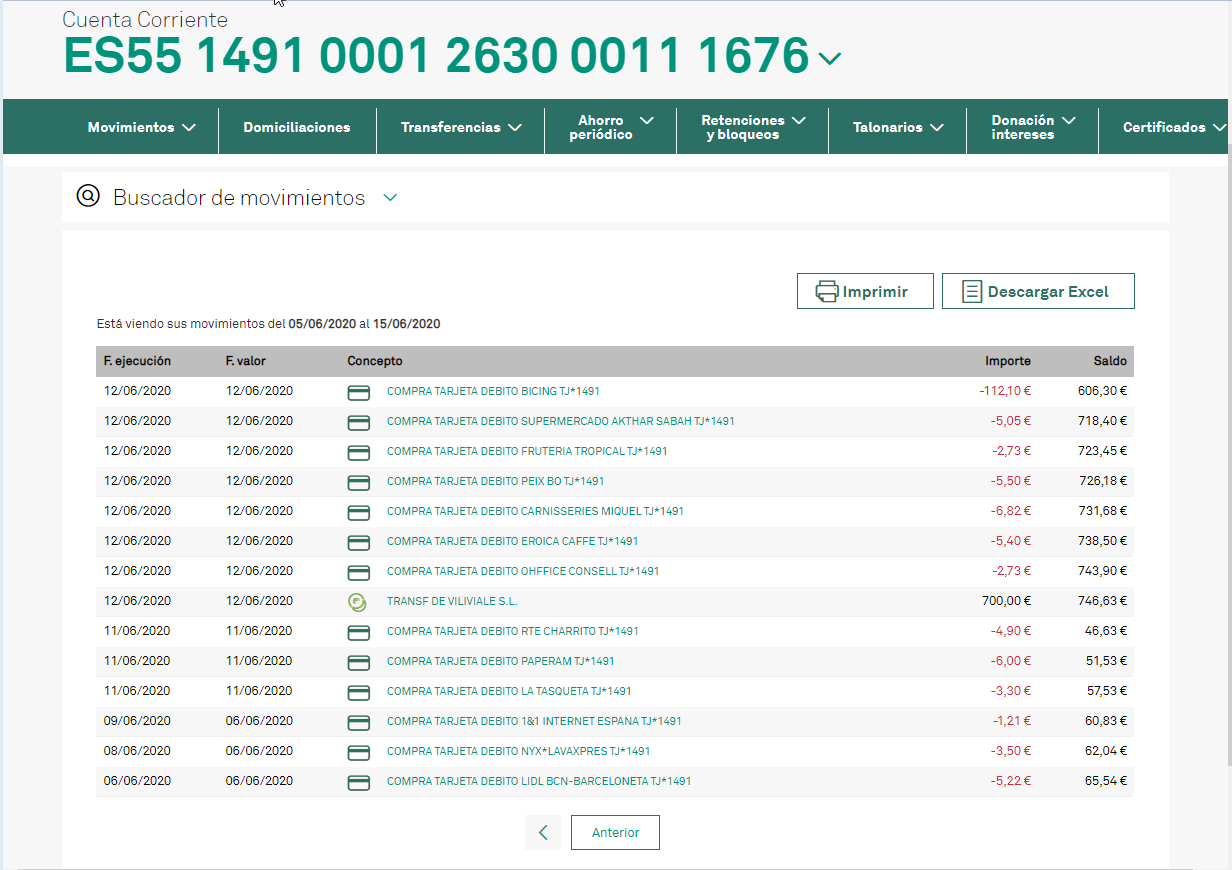 Cuenta Corriente
ES55 1491 0001 2630 0011 1676
Movimientos Domiciliaciones Transferencias Ahorro periódico Retenciones y bloqueos Talonarios Donación intereses Certificados
Buscador de movimientos
Imprimir Descargar Excel
Está viendo sus movimientos del 05/06/2020 al 15/06/2020
F. ejecución F. valor Concepto Importe Saldo
12/06/2020 12/06/2020 COMPRA TARJETA DEBITO BICING TJ*1491 -112,10 € 606,30 €
12/06/2020 12/06/2020 COMPRA TARJETA DEBITO SUPERMERCADO AKTHAR SABAH TJ*1491 -5,05 € 718,40 €
12/06/2020 12/06/2020 COMPRA TARJETA DEBITO FRUTERIA TROPICAL TJ*1491 -2,73 € 723,45 €
12/06/2020 12/06/2020 COMPRA TARJETA DEBITO PEIX BO TJ*1491 -5,50 € 726,18 €
12/06/2020 12/06/2020 COMPRA TARJETA DEBITO CARNISSERIES MIQUEL TJ*1491 -6,82 € 731,68 €
12/06/2020 12/06/2020 COMPRA TARJETA DEBITO EROICA CAFFE TJ*1491 -5,40 € 738,50 €
12/06/2020 12/06/2020 COMPRA TARJETA DEBITO OHFFICE CONSELL TJ*1491 -2,73 € 743,90 €
12/06/2020 12/06/2020 TRANSF DE VILIVIALE S.L. 700,00 € 746,63 €
11/06/2020 11/06/2020 COMPRA TARJETA DEBITO RTE CHARRITO TJ*1491 -4,90 € 46,63 €
11/06/2020 11/06/2020 COMPRA TARJETA DEBITO PAPERAM TJ*1491 -6,00 € 51,53 €
11/06/2020 11/06/2020 COMPRA TARJETA DEBITO LA TASQUETA TJ*1491 -3,30 € 57,53 €
09/06/2020 06/06/2020 COMPRA TARJETA DEBITO 1&1 INTERNET ESPANA TJ*1491 -1,21 € 60,83 €
08/06/2020 06/06/2020 COMPRA TARJETA DEBITO NYX*LAVAXPRES TJ*1491 -3,50 € 62,04 €
06/06/2020 06/06/2020 COMPRA TARJETA DEBITO LIDL BCN-BARCELONETA TJ*1491 -5,22 € 65,54 €
Anterior